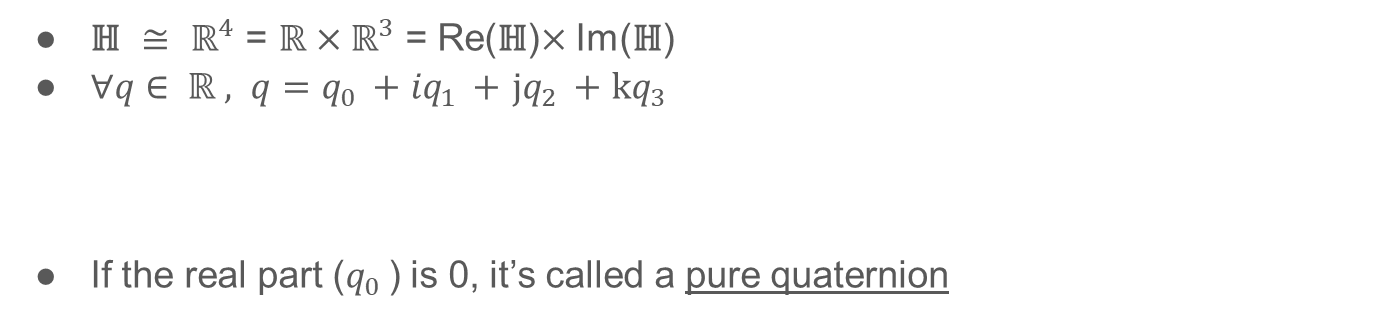 ● ℍ ≅ ℝ⁴ = ℝ × ℝ³ = Re(ℍ)× Im(ℍ)
● ∀q ∈ ℝ, q = q₀ + iq₁ + jq₂ + kq₃
● If the real part (q₀ ) is 0, it’s called a pure quaternion